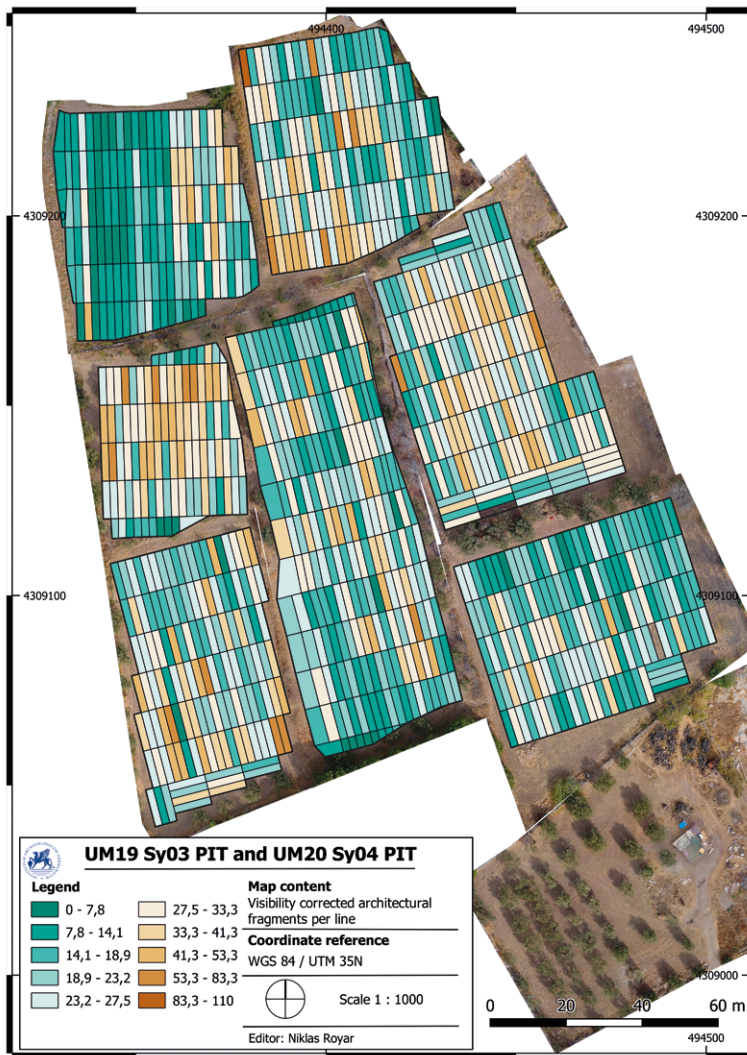 494400
494500
4309200
4309200
4309100
4309100
4309000
494500
UM19 Sy03 PIT and UM20 Sy04 PIT
Legend
0 - 7,8
7,8 - 14,1
14,1 - 18,9
18,9 - 23,2
23,2 - 27,5
27,5 - 33,3
33,3 - 41,3
41,3 - 53,3
53,3 - 83,3
83,3 - 110
Map content
Visibility corrected architectural
fragments per line
Coordinate reference
WGS 84 / UTM 35N
Scale 1 : 1000
Editor: Niklas Royar
0 20 40 60 m